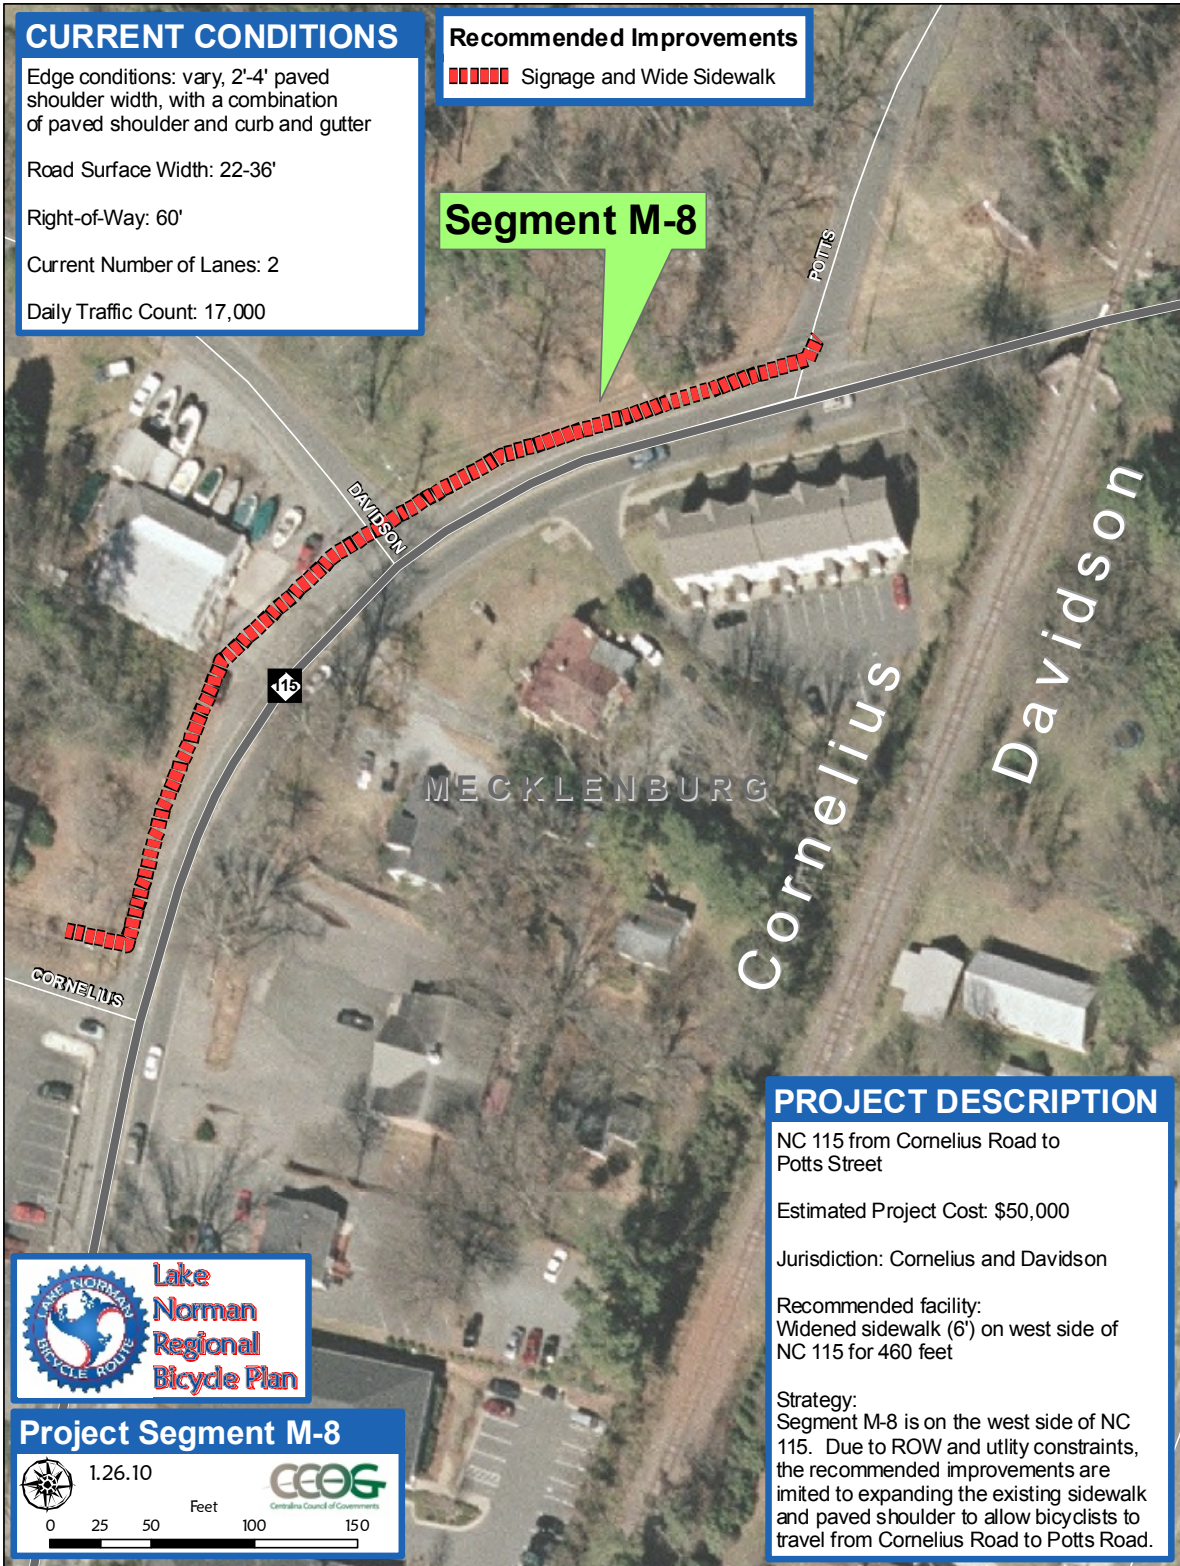 CURRENT CONDITIONS
Edge conditions: vary, 2'-4' paved
shoulder width, with a combination
of paved shoulder and curb and gutter
Road Surface Width: 22-36'
Right-of-Way: 60'
Current Number of Lanes: 2
Daily Traffic Count: 17,000
Recommended Improvements
Signage and Wide Sidewalk
Segment M-8
POTTS
DAVIDSON
115
MECKLENBURG
Cornelius
Davidson
CORNELIUS
PROJECT DESCRIPTION
NC 115 from Cornelius Road to
Potts Street
Estimated Project Cost: $50,000
Jurisdiction: Cornelius and Davidson
Recommended facility:
Widened sidewalk (6') on west side of
NC 115 for 460 feet
Strategy:
Segment M-8 is on the west side of NC
115. Due to ROW and utlity constraints,
the recommended improvements are
imited to expanding the existing sidewalk
and paved shoulder to allow bicyclists to
travel from Cornelius Road to Potts Road.
LAKE NORMAN
BICYCLE ROUTE
Lake
Norman
Regional
Bicycle Plan
Project Segment M-8
1.26.10
CCOG
Centralina Council of Governments
Feet
0 25 50 100 150